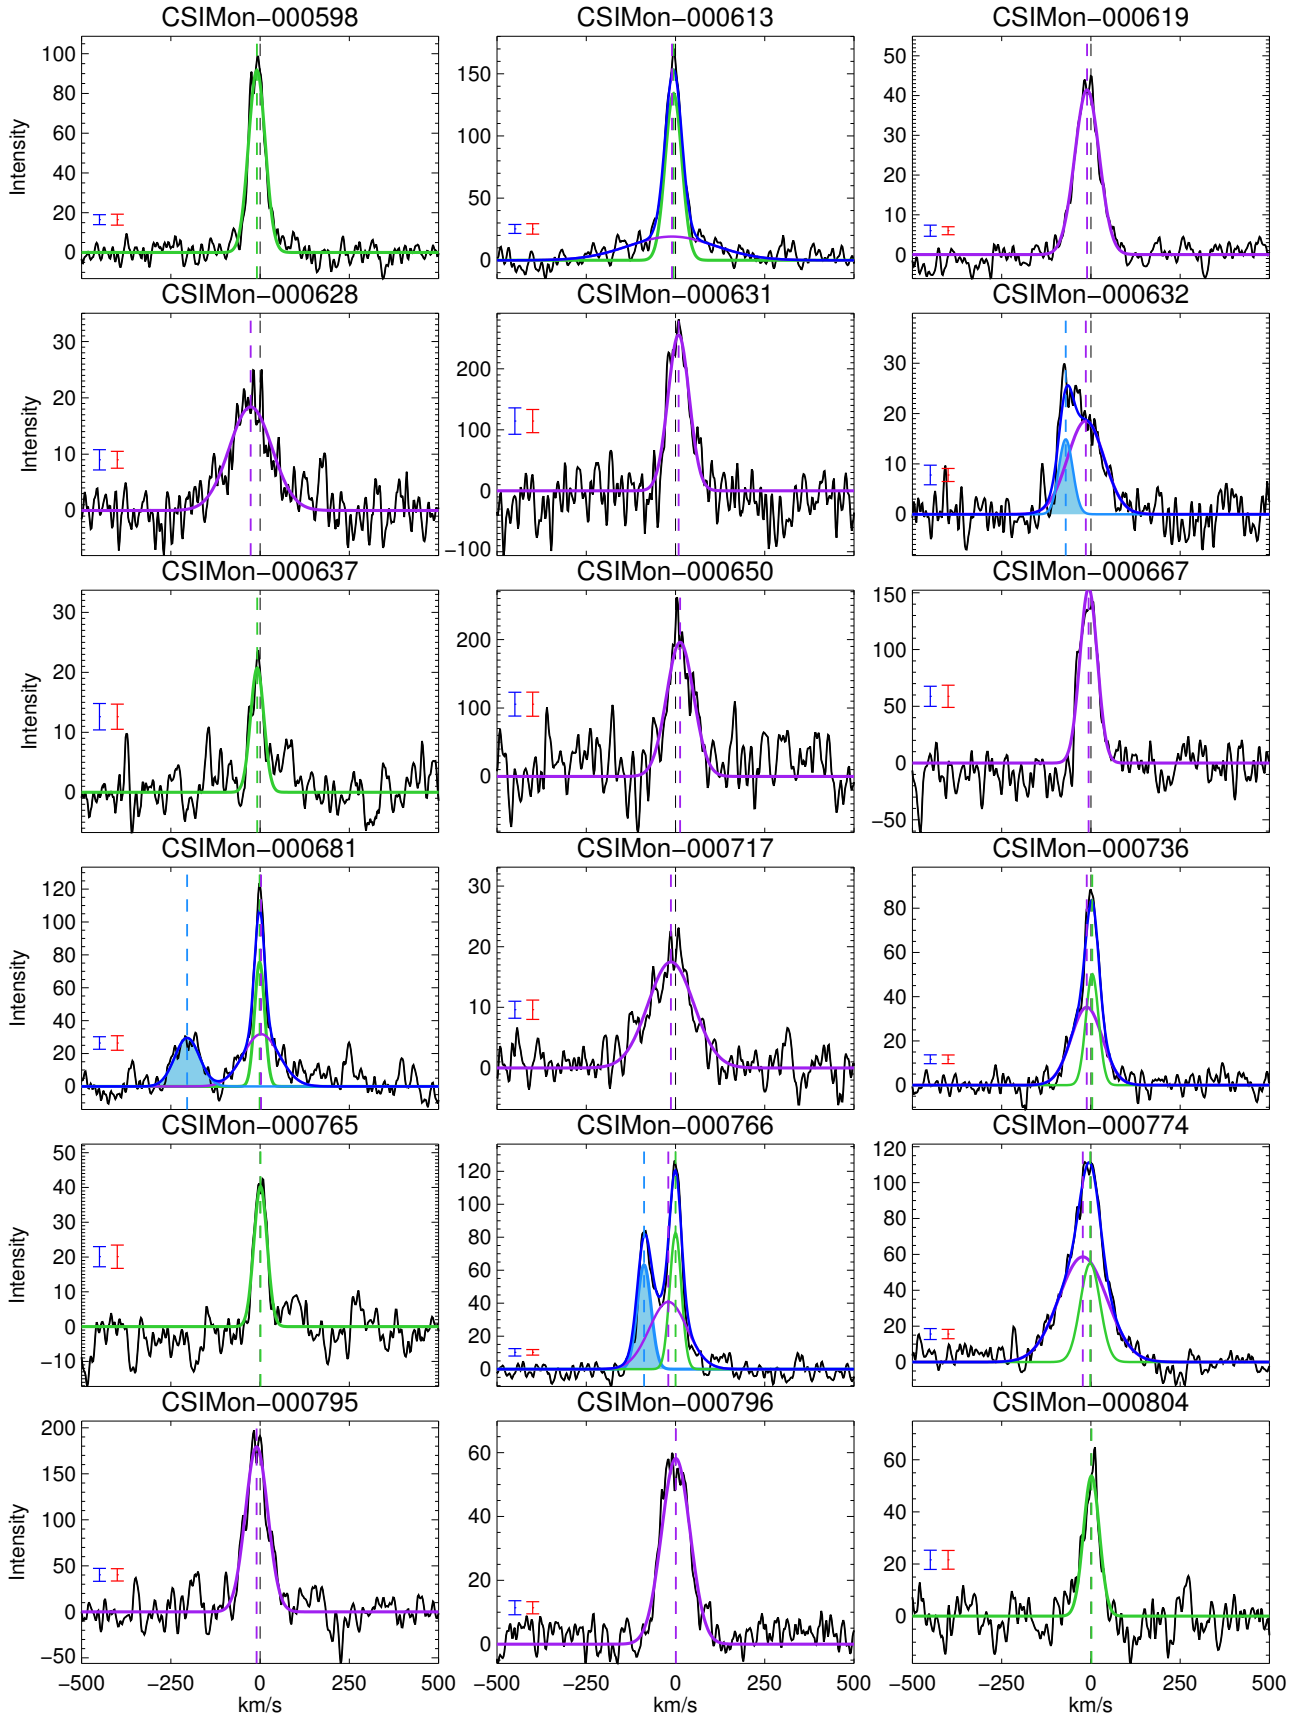 CSIMon−000598 CSIMon−000613 CSIMon−000619
100 80 60 40 20 0 Intensity
150 100 50 0
50 40 30 20 10 0
CSIMon−000628 CSIMon−000631 CSIMon−000632
30 20 10 0 Intensity
200 100 0 −100
30 20 10 0
CSIMon−000637 CSIMon−000650 CSIMon−000667
30 20 10 0 Intensity
200 100 0
150 100 50 0 −50
CSIMon−000681 CSIMon−000717 CSIMon−000736
120 100 80 60 40 20 0 Intensity
30 20 10 0
80 60 40 20 0
CSIMon−000765 CSIMon−000766 CSIMon−000774
50 40 30 20 10 0 −10 Intensity
120 100 80 60 40 20 0
120 100 80 60 40 20 0
CSIMon−000795 CSIMon−000796 CSIMon−000804
200 150 100 50 0 −50 Intensity
60 40 20 0
60 40 20 0
−500 −250 0 250 500 −500 −250 0 250 500 −500 −250 0 250 500
km/s km/s km/s